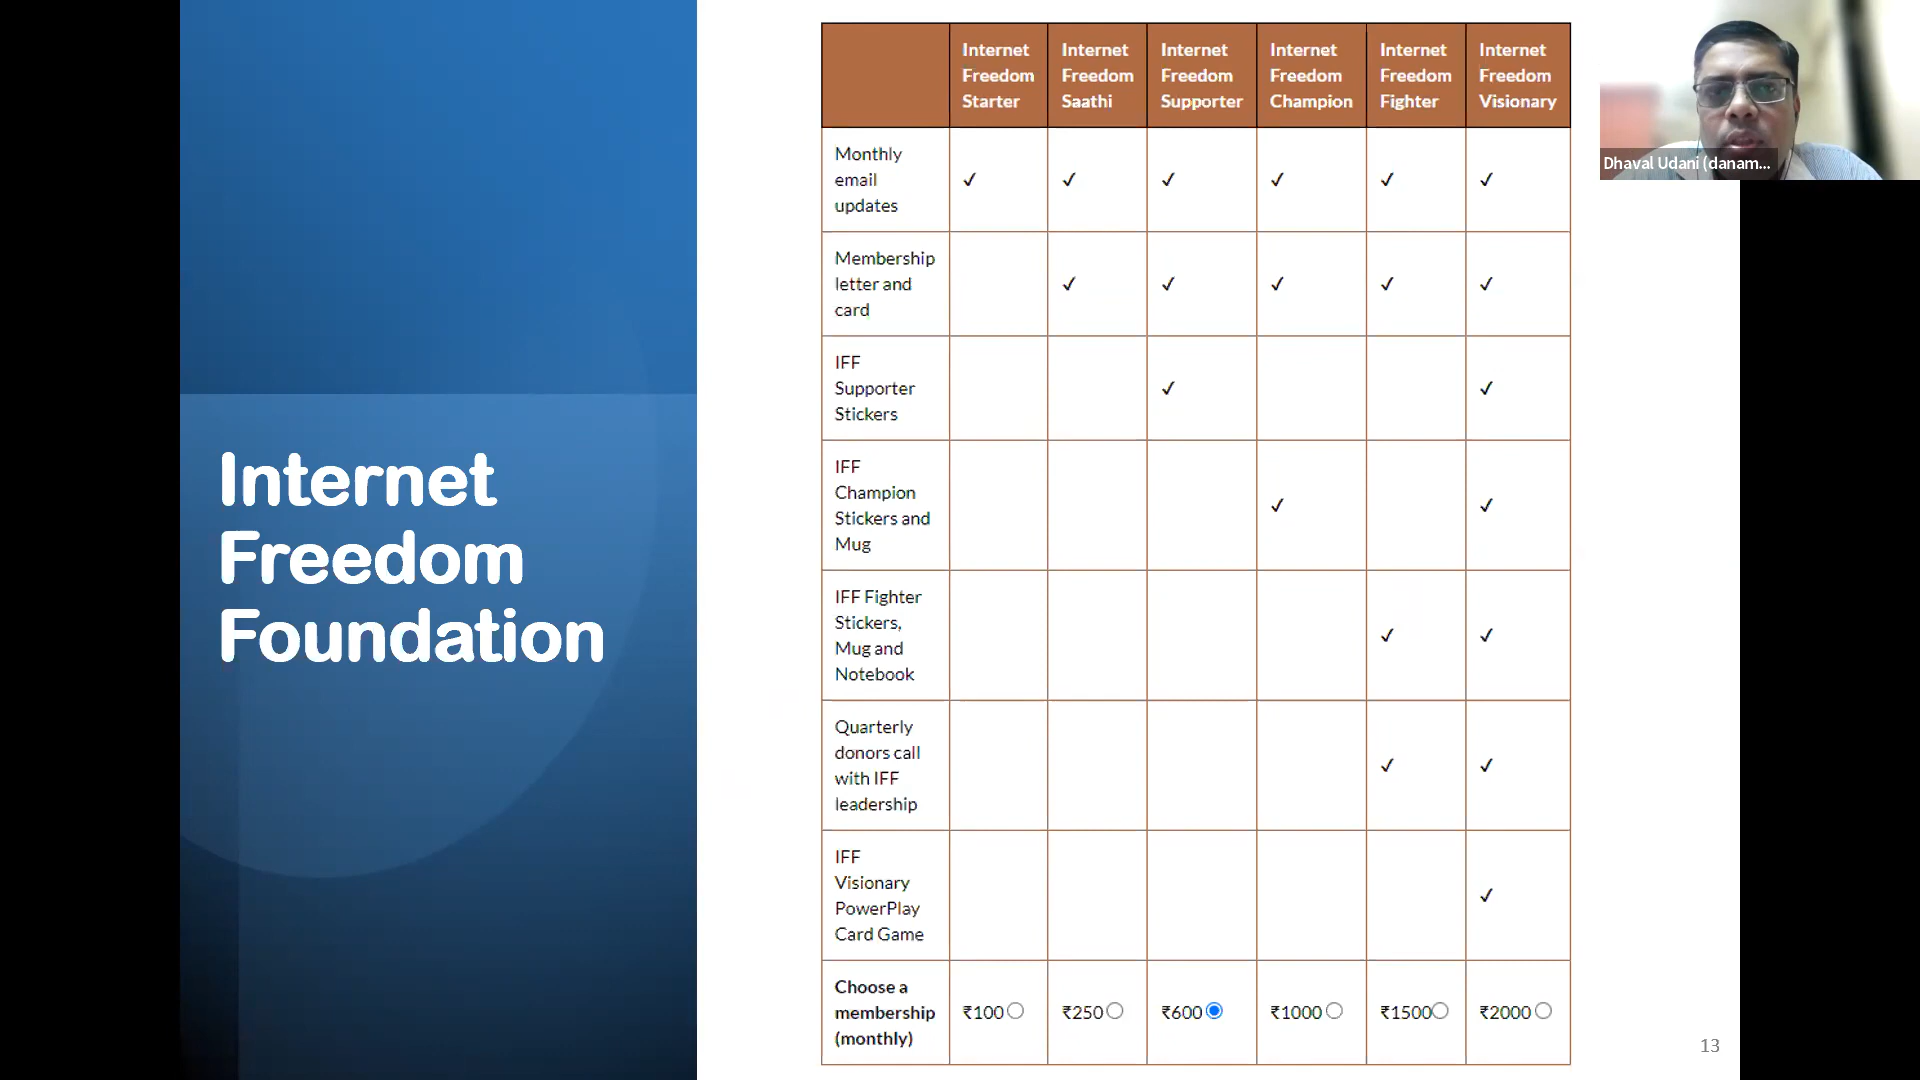 Internet
Freedom
Foundation
Internet Freedom Starter
Internet Freedom Saathi
Internet Freedom Supporter
Internet Freedom Champion
Internet Freedom Fighter
Internet Freedom Visionary
Monthly
email
updates
✓ ✓ ✓ ✓ ✓ ✓
Membership
letter and
card
✓ ✓ ✓ ✓ ✓
IFF
Supporter
Stickers
✓ ✓
IFF
Champion
Stickers and
Mug
✓ ✓
IFF Fighter
Stickers,
Mug and
Notebook
✓ ✓
Quarterly
donors call
with IFF
leadership
✓ ✓
IFF
Visionary
PowerPlay
Card Game
✓
Choose a
membership
(monthly)
₹100 ₹250 ₹600 ₹1000 ₹1500 ₹2000
13
Dhaval Udani (danam...